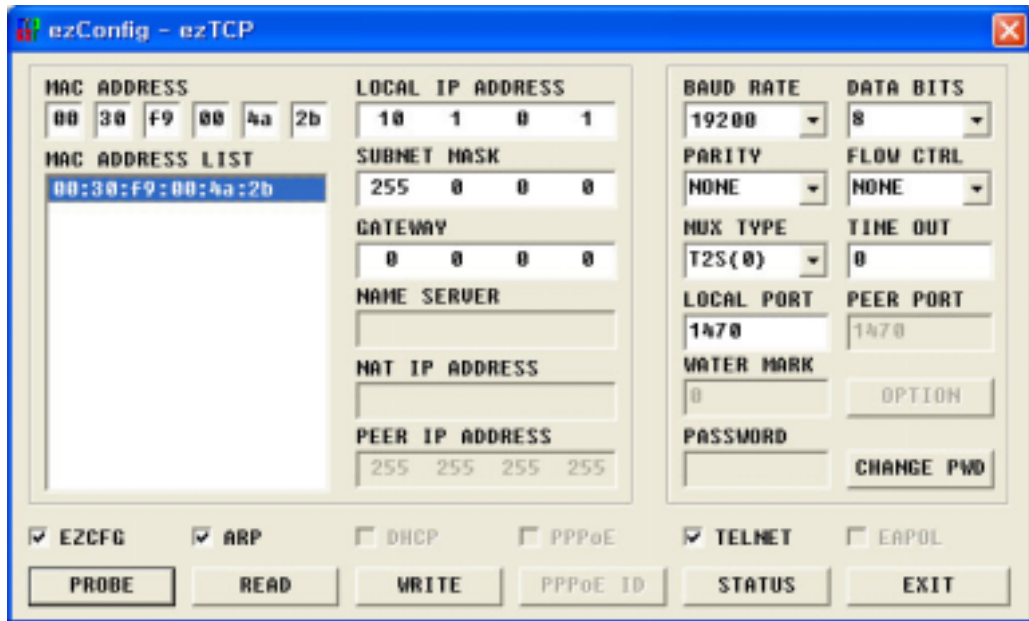 ezConfig - ezTCP
MAC ADDRESS
00 30 f9 00 4a 2b
MAC ADDRESS LIST
00:30:f9:00:4a:2b
LOCAL IP ADDRESS
10 1 0 1
SUBNET MASK
255 0 0 0
GATEWAY
0 0 0 0
NAME SERVER
NAT IP ADDRESS
PEER IP ADDRESS
255 255 255 255
BAUD RATE DATA BITS
19200 8
PARITY FLOW CTRL
NONE NONE
MUX TYPE TIME OUT
T2S(0) 0
LOCAL PORT PEER PORT
1470 1470
WATER MARK
0 OPTION
PASSWORD
CHANGE PWD
EZCFG ARP DHCP PPPoE TELNET EAPOL
PROBE READ WRITE PPPoE ID STATUS EXIT